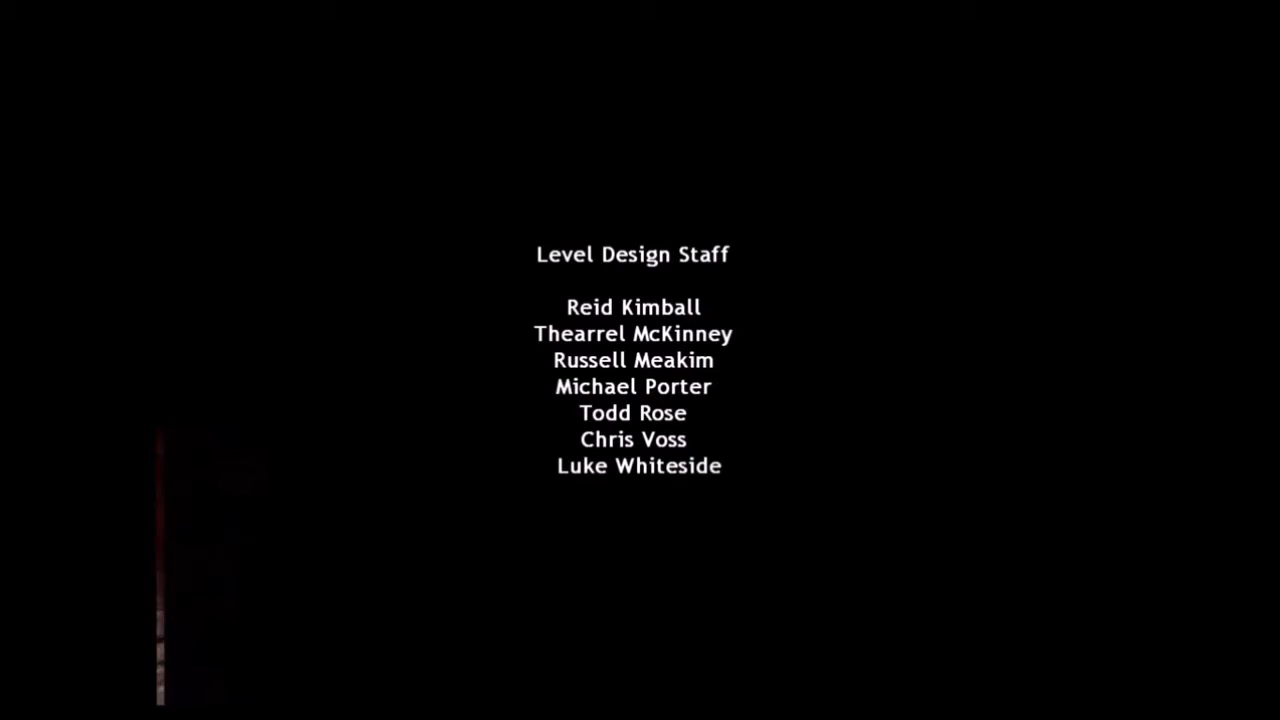 Level Design Staff
Reid Kimball
Thearrel McKinney
Russell Meakim
Michael Porter
Todd Rose
Chris Voss
Luke Whiteside